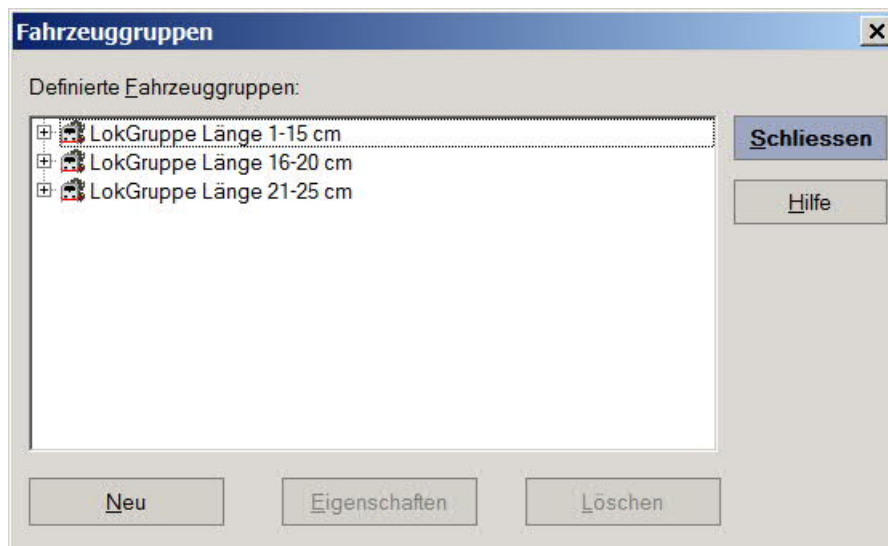 Fahrzeuggruppen
Definierte Fahrzeuggruppen:
LokGruppe Länge 1-15 cm
LokGruppe Länge 16-20 cm
LokGruppe Länge 21-25 cm
Schliessen
Hilfe
Neu
Eigenschaften
Löschen